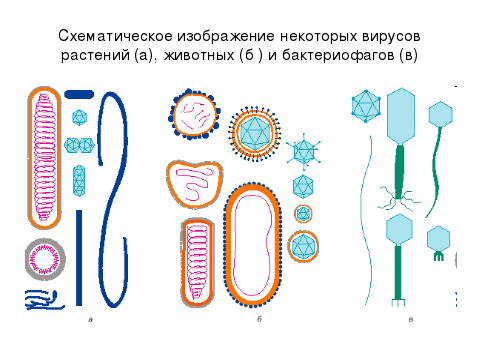 Схематическое изображение некоторых вирусов
растений (а), животных (б ) и бактериофагов (в)
а б в